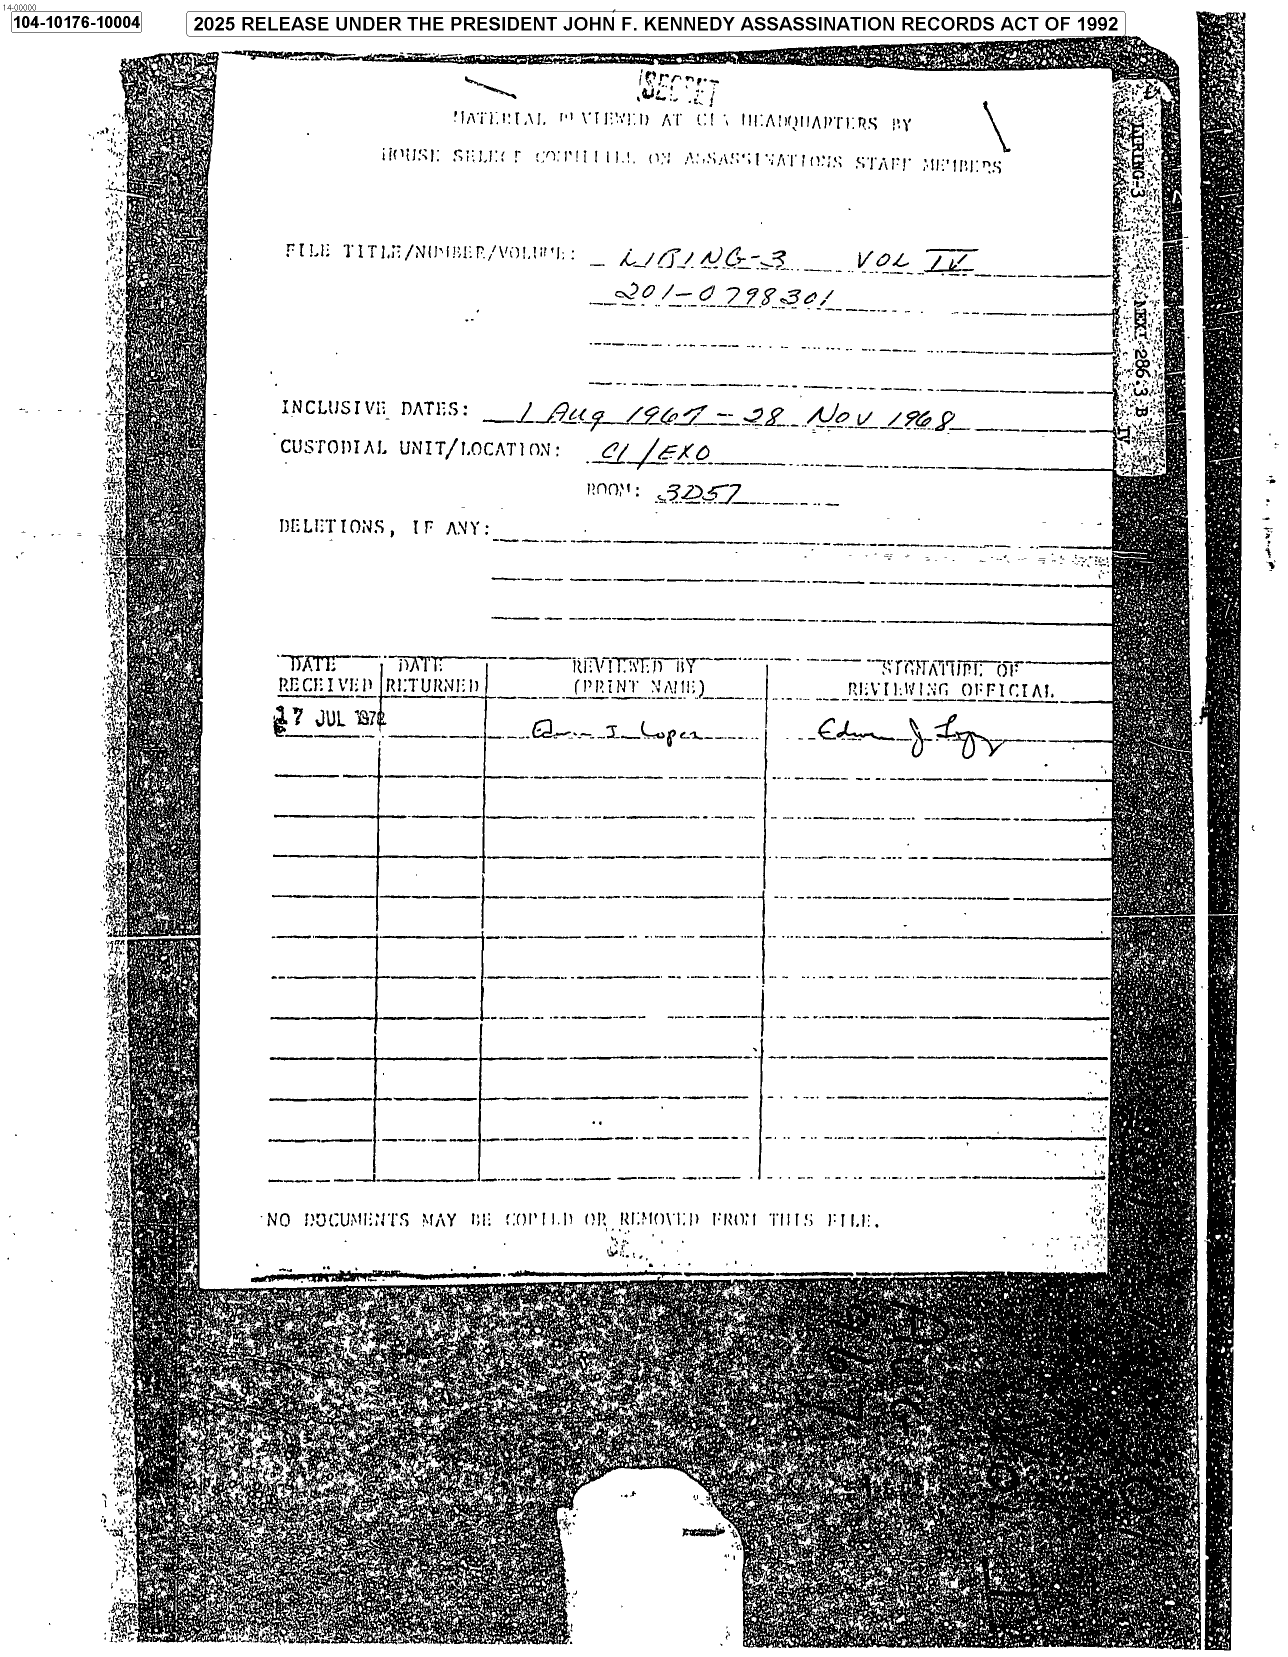 14-00000
104-10176-10004
2025 RELEASE UNDER THE PRESIDENT JOHN F. KENNEDY ASSASSINATION RECORDS ACT OF 1992
SECRET
MATERIAL REVIEWED AT CIA HEADQUARTERS BY
HOUSE SELECT COMMITTEE ON ASSASSINATIONS STAFF MEMBERS
FILE TITLE/NUMBER/VOLUME: LIRING-3 VOL IV
201-0798301
INCLUSIVE DATES: 1 Aug 1967 - 28 Nov 1968
CUSTODIAL UNIT/LOCATION: CI/EXO
ROOM: 3D57
DELETIONS, IF ANY:
DATE RECEIVED
DATE RETURNED
REVIEWED BY (PRINT NAME)
SIGNATURE OF REVIEWING OFFICIAL
17 JUL 1978 Edwin J. Lopez Edwin J Lopez
NO DOCUMENTS MAY BE COPIED OR REMOVED FROM THIS FILE.
LIRING-3
NEXT 286:3 B
IV